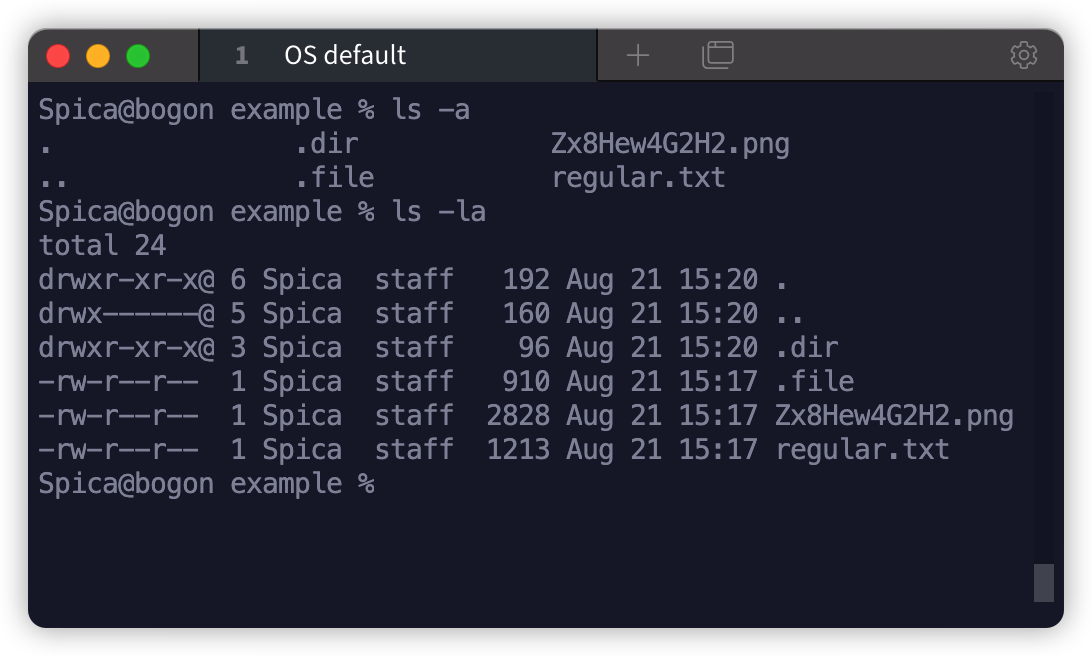 1 OS default
Spica@bogon example % ls -a
. .dir Zx8Hew4G2H2.png
.. .file regular.txt
Spica@bogon example % ls -la
total 24
drwxr-xr-x@ 6 Spica  staff   192 Aug 21 15:20 .
drwx------@ 5 Spica  staff   160 Aug 21 15:20 ..
drwxr-xr-x@ 3 Spica  staff    96 Aug 21 15:20 .dir
-rw-r--r--  1 Spica  staff   910 Aug 21 15:17 .file
-rw-r--r--  1 Spica  staff  2828 Aug 21 15:17 Zx8Hew4G2H2.png
-rw-r--r--  1 Spica  staff  1213 Aug 21 15:17 regular.txt
Spica@bogon example %